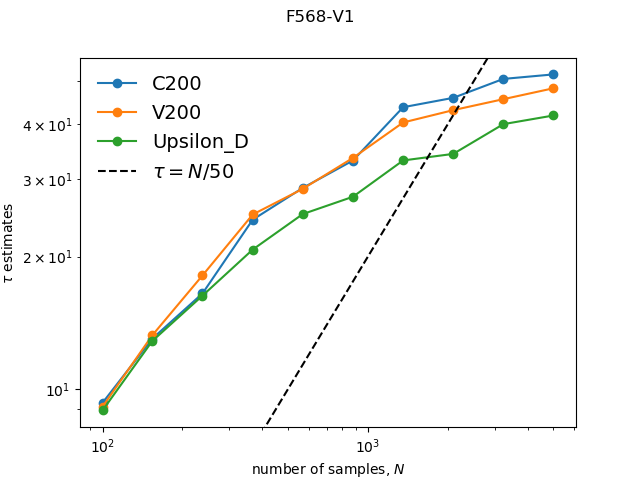 F568-V1
C200
V200
Upsilon_D
τ = N/50
τ estimates
4 × 10¹
3 × 10¹
2 × 10¹
10¹
10²
10³
number of samples, N